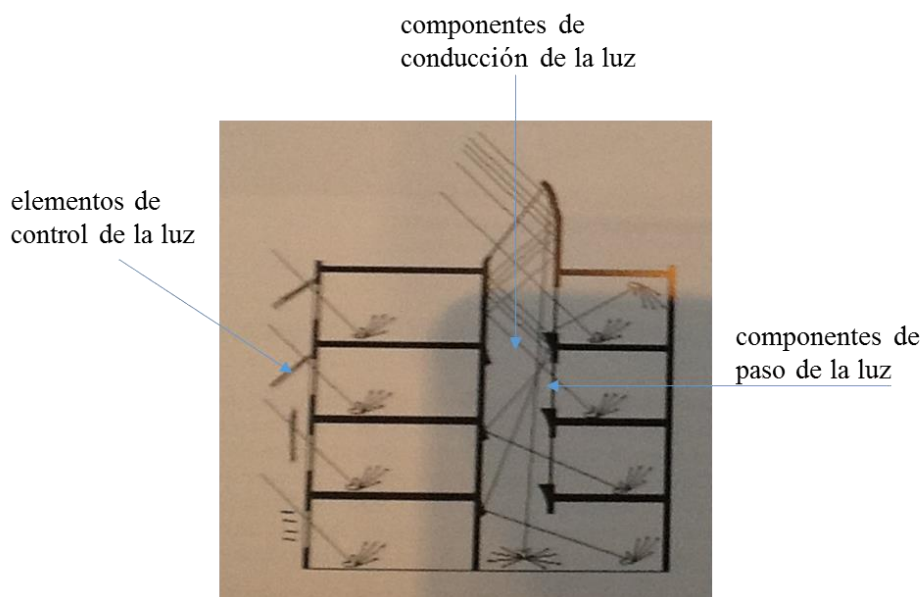 componentes de
conducción de la luz
elementos de
control de la luz
componentes de
paso de la luz